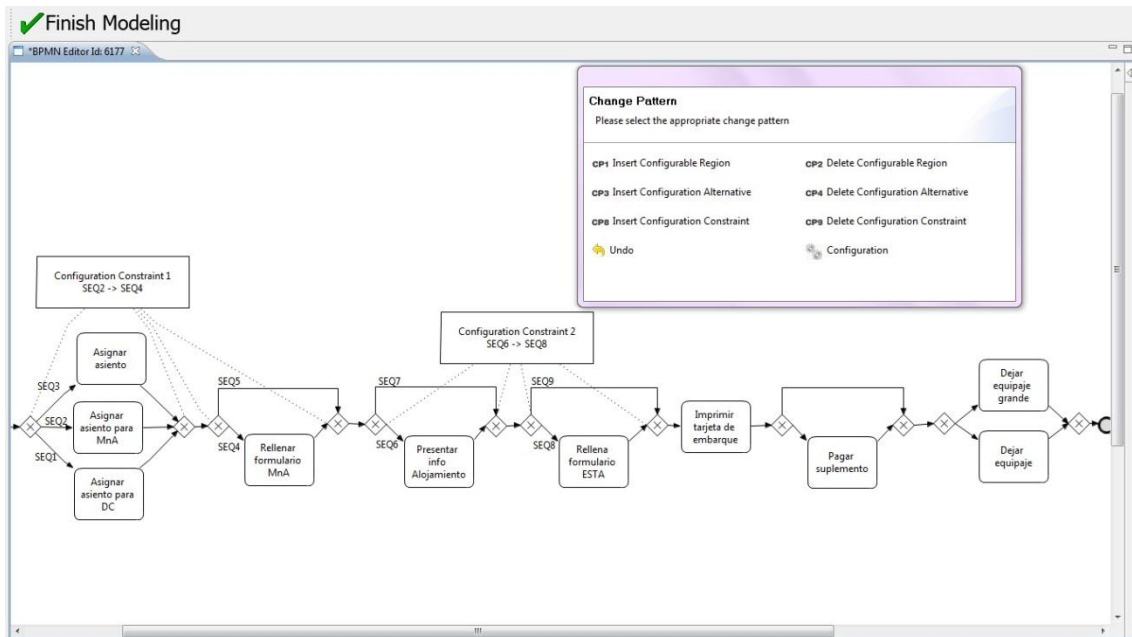 Finish Modeling
*BPMN Editor Id: 6177
Change Pattern
Please select the appropriate change pattern
CP1 Insert Configurable Region
CP2 Delete Configurable Region
CP3 Insert Configuration Alternative
CP4 Delete Configuration Alternative
CP8 Insert Configuration Constraint
CP9 Delete Configuration Constraint
Undo
Configuration
Configuration Constraint 1
SEQ2 -> SEQ4
Configuration Constraint 2
SEQ6 -> SEQ8
SEQ3
Asignar
asiento
SEQ2
Asignar
asiento para
MnA
SEQ1
Asignar
asiento para
DC
SEQ5
SEQ4
Rellenar
formulario
MnA
SEQ7
SEQ6
Presentar
info
Alojamiento
SEQ9
SEQ8
Rellena
formulario
ESTA
Imprimir
tarjeta de
embarque
Pagar
suplemento
Dejar
equipaje
grande
Dejar
equipaje